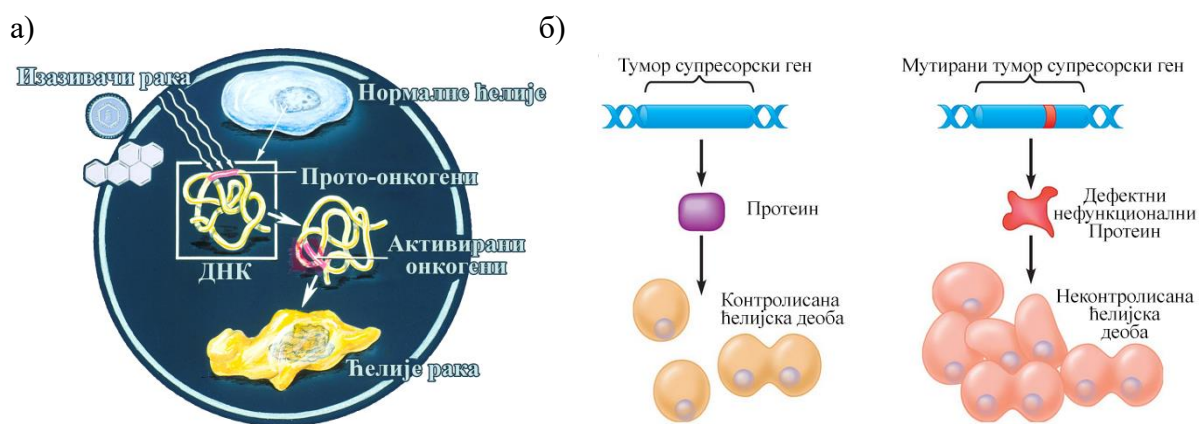 а)
Изазивачи рака
Нормалне ћелије
Прото-онкогени
Активирани
онкогени
ДНК
Ћелије рака
б)
Тумор супресорски ген
Протеин
Контролисана
ћелијска деоба
Мутирани тумор супресорски ген
Дефектни
нефункционални
Протеин
Неконтролисана
ћелијска
деоба